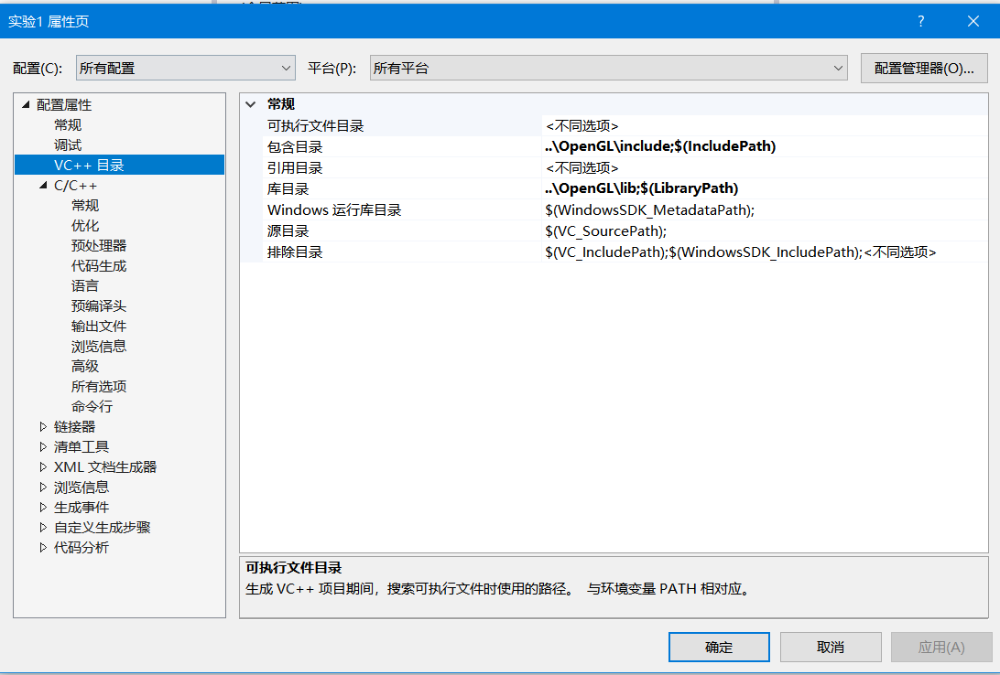 实验1 属性页
?
配置(C): 所有配置 平台(P): 所有平台 配置管理器(O)...
配置属性
常规
调试
VC++ 目录
C/C++
常规
优化
预处理器
代码生成
语言
预编译头
输出文件
浏览信息
高级
所有选项
命令行
链接器
清单工具
XML 文档生成器
浏览信息
生成事件
自定义生成步骤
代码分析
常规
可执行文件目录 <不同选项>
包含目录 ..\OpenGL\include;$(IncludePath)
引用目录 <不同选项>
库目录 ..\OpenGL\lib;$(LibraryPath)
Windows 运行库目录 $(WindowsSDK_MetadataPath);
源目录 $(VC_SourcePath);
排除目录 $(VC_IncludePath);$(WindowsSDK_IncludePath);<不同选项>
可执行文件目录
生成 VC++ 项目期间，搜索可执行文件时使用的路径。 与环境变量 PATH 相对应。
确定 取消 应用(A)